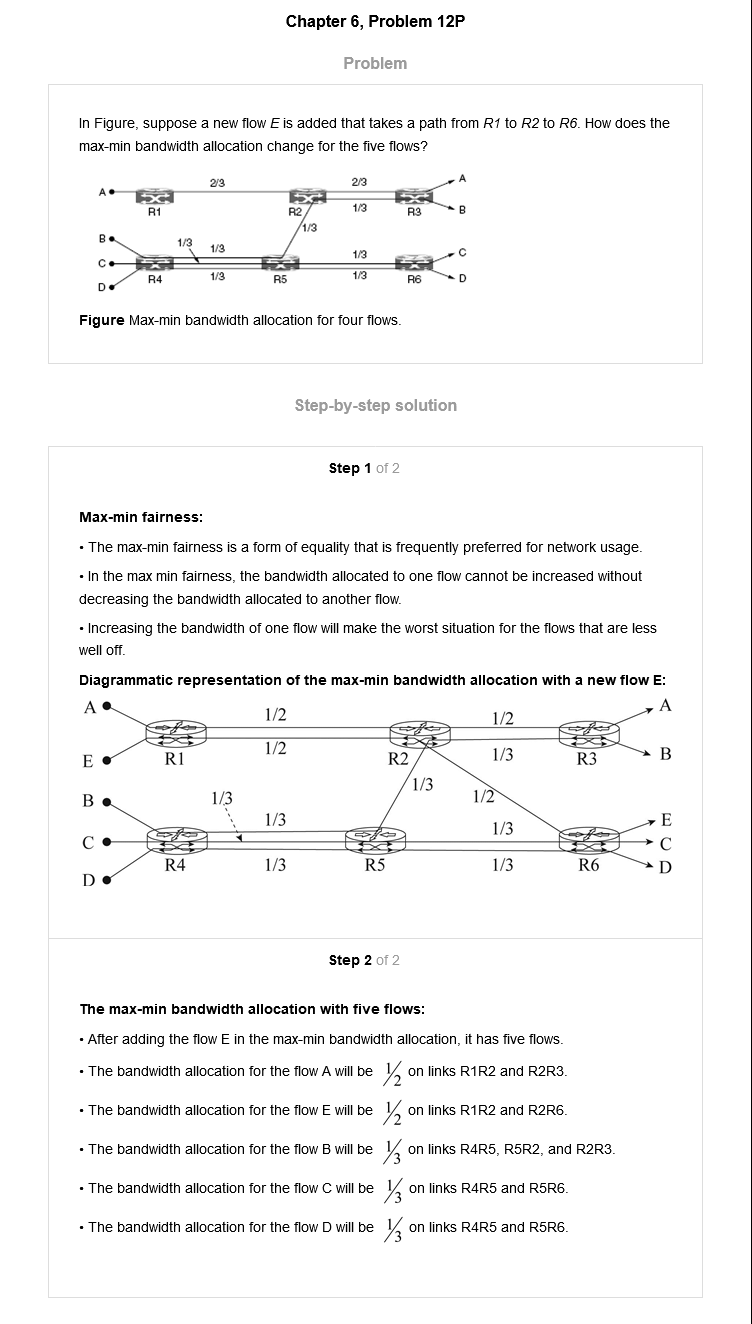 Chapter 6, Problem 12P
Problem
In Figure, suppose a new flow E is added that takes a path from R1 to R2 to R6. How does the
max-min bandwidth allocation change for the five flows?
A 2/3 2/3 A
R1 R2 1/3 R3 B
1/3
B 1/3 1/3 1/3 C
C
D R4 1/3 R5 1/3 R6 D
Figure Max-min bandwidth allocation for four flows.
Step-by-step solution
Step 1 of 2
Max-min fairness:
• The max-min fairness is a form of equality that is frequently preferred for network usage.
• In the max min fairness, the bandwidth allocated to one flow cannot be increased without
decreasing the bandwidth allocated to another flow.
• Increasing the bandwidth of one flow will make the worst situation for the flows that are less
well off.
Diagrammatic representation of the max-min bandwidth allocation with a new flow E:
A 1/2 1/2 A
E R1 1/2 R2 1/3 R3 B
1/3
B 1/3 1/3 1/2 1/3 E
C C
D R4 1/3 R5 1/3 R6 D
Step 2 of 2
The max-min bandwidth allocation with five flows:
• After adding the flow E in the max-min bandwidth allocation, it has five flows.
• The bandwidth allocation for the flow A will be 1/2 on links R1R2 and R2R3.
• The bandwidth allocation for the flow E will be 1/2 on links R1R2 and R2R6.
• The bandwidth allocation for the flow B will be 1/3 on links R4R5, R5R2, and R2R3.
• The bandwidth allocation for the flow C will be 1/3 on links R4R5 and R5R6.
• The bandwidth allocation for the flow D will be 1/3 on links R4R5 and R5R6.